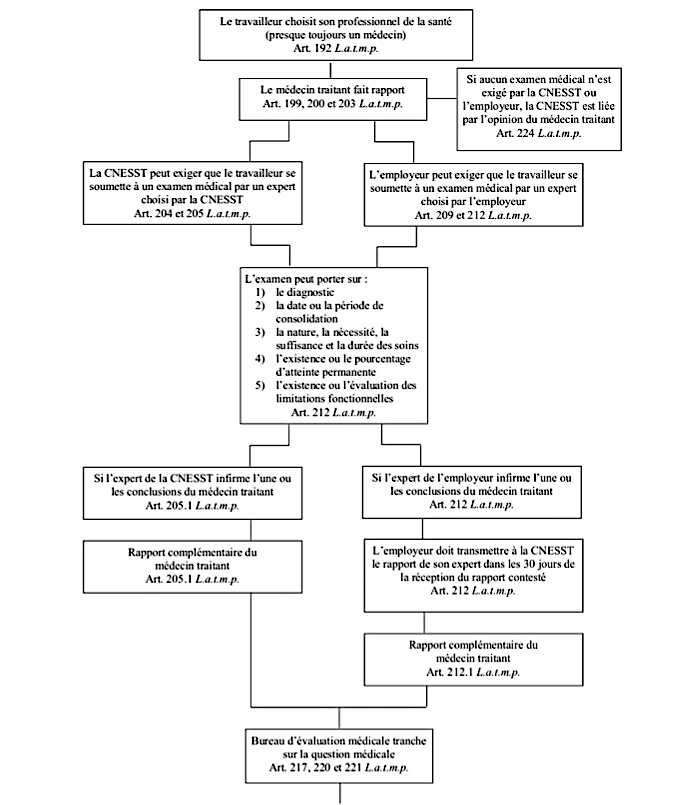 Le travailleur choisit son professionnel de la santé
(presque toujours un médecin)
Art. 192 L.a.t.m.p.
Le médecin traitant fait rapport
Art. 199, 200 et 203 L.a.t.m.p.
Si aucun examen médical n'est
exigé par la CNESST ou
l'employeur, la CNESST est liée
par l'opinion du médecin traitant
Art. 224 L.a.t.m.p.
La CNESST peut exiger que le travailleur se
soumette à un examen médical par un expert
choisi par la CNESST
Art. 204 et 205 L.a.t.m.p.
L'employeur peut exiger que le travailleur se
soumette à un examen médical par un expert
choisi par l'employeur
Art. 209 et 212 L.a.t.m.p.
L'examen peut porter sur :
1) le diagnostic
2) la date ou la période de
consolidation
3) la nature, la nécessité, la
suffisance et la durée des soins
4) l'existence ou le pourcentage
d'atteinte permanente
5) l'existence ou l'évaluation des
limitations fonctionnelles
Art. 212 L.a.t.m.p.
Si l'expert de la CNESST infirme l'une ou
les conclusions du médecin traitant
Art. 205.1 L.a.t.m.p.
Si l'expert de l'employeur infirme l'une ou
les conclusions du médecin traitant
Art. 212 L.a.t.m.p.
Rapport complémentaire du
médecin traitant
Art. 205.1 L.a.t.m.p.
L'employeur doit transmettre à la CNESST
le rapport de son expert dans les 30 jours de
la réception du rapport contesté
Art. 212 L.a.t.m.p.
Rapport complémentaire du
médecin traitant
Art. 212.1 L.a.t.m.p.
Bureau d'évaluation médicale tranche
sur la question médicale
Art. 217, 220 et 221 L.a.t.m.p.